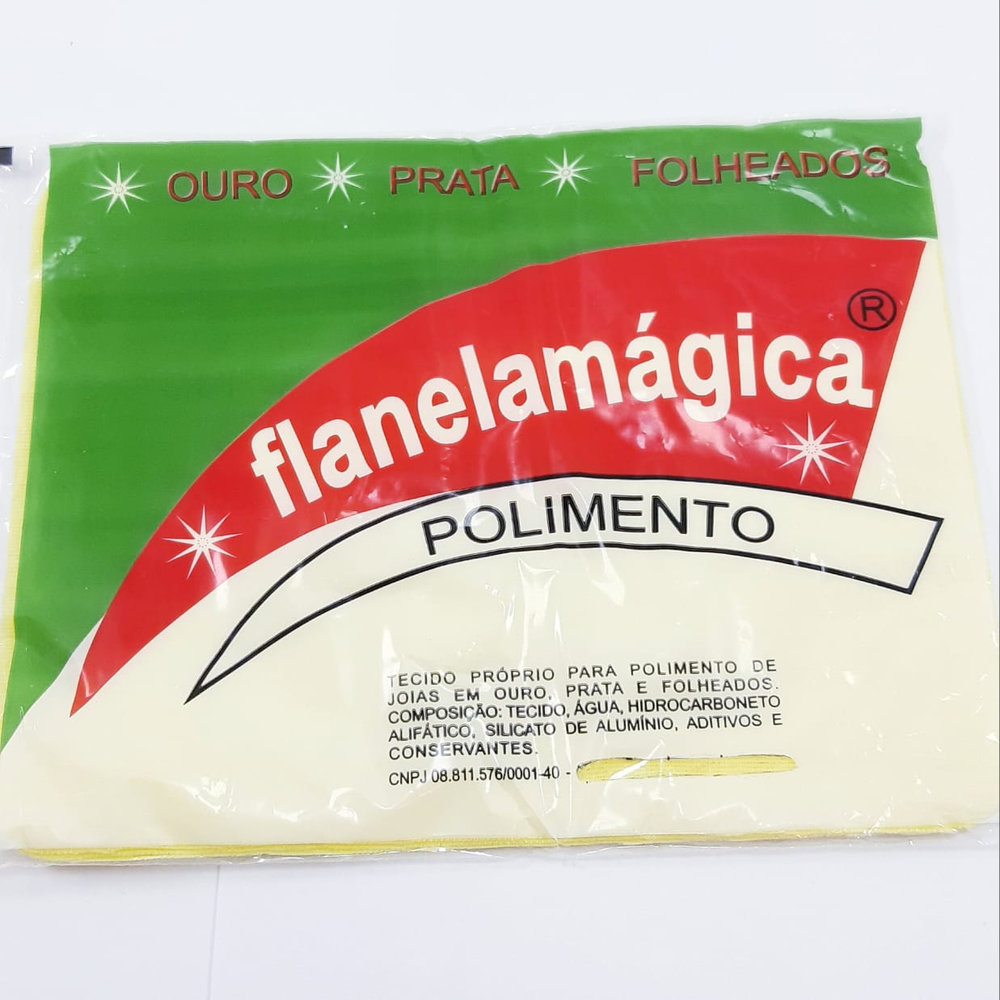 OURO PRATA FOLHEADOS
flanelamágica®
POLIMENTO
TECIDO PRÓPRIO PARA POLIMENTO DE
JOIAS EM OURO, PRATA E FOLHEADOS.
COMPOSIÇÃO: TECIDO, ÁGUA, HIDROCARBONETO
ALIFÁTICO, SILICATO DE ALUMÍNIO, ADITIVOS E
CONSERVANTES.
CNPJ 08.811.576/0001-40 -